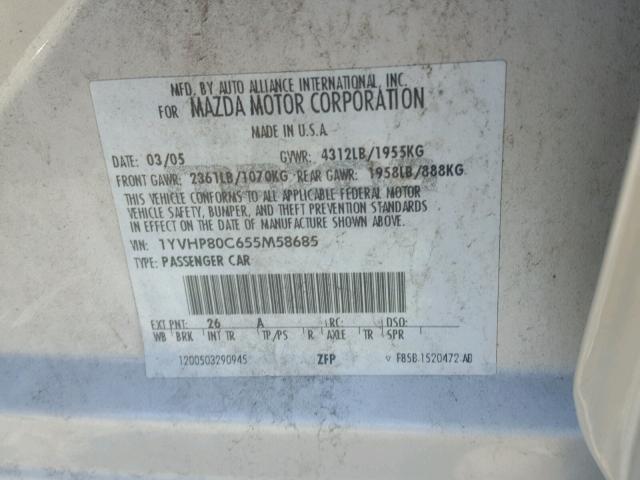 MFD. BY AUTO ALLIANCE INTERNATIONAL, INC.
FOR MAZDA MOTOR CORPORATION
MADE IN U.S.A.
DATE: 03/05 GVWR: 4312LB/1955KG
FRONT GAWR: 2361LB/1070KG REAR GAWR: 1958LB/888KG
THIS VEHICLE CONFORMS TO ALL APPLICABLE FEDERAL MOTOR
VEHICLE SAFETY, BUMPER, AND THEFT PREVENTION STANDARDS
IN EFFECT ON THE DATE OF MANUFACTURE SHOWN ABOVE.
VIN: 1YVHP80C655M58685
TYPE: PASSENGER CAR
EXT PNT: 26 A RC: DSO:
WB BRK INT TR TP/PS R AXLE TR SPR
1200503290945 ZFP V F85B 1520472 AD